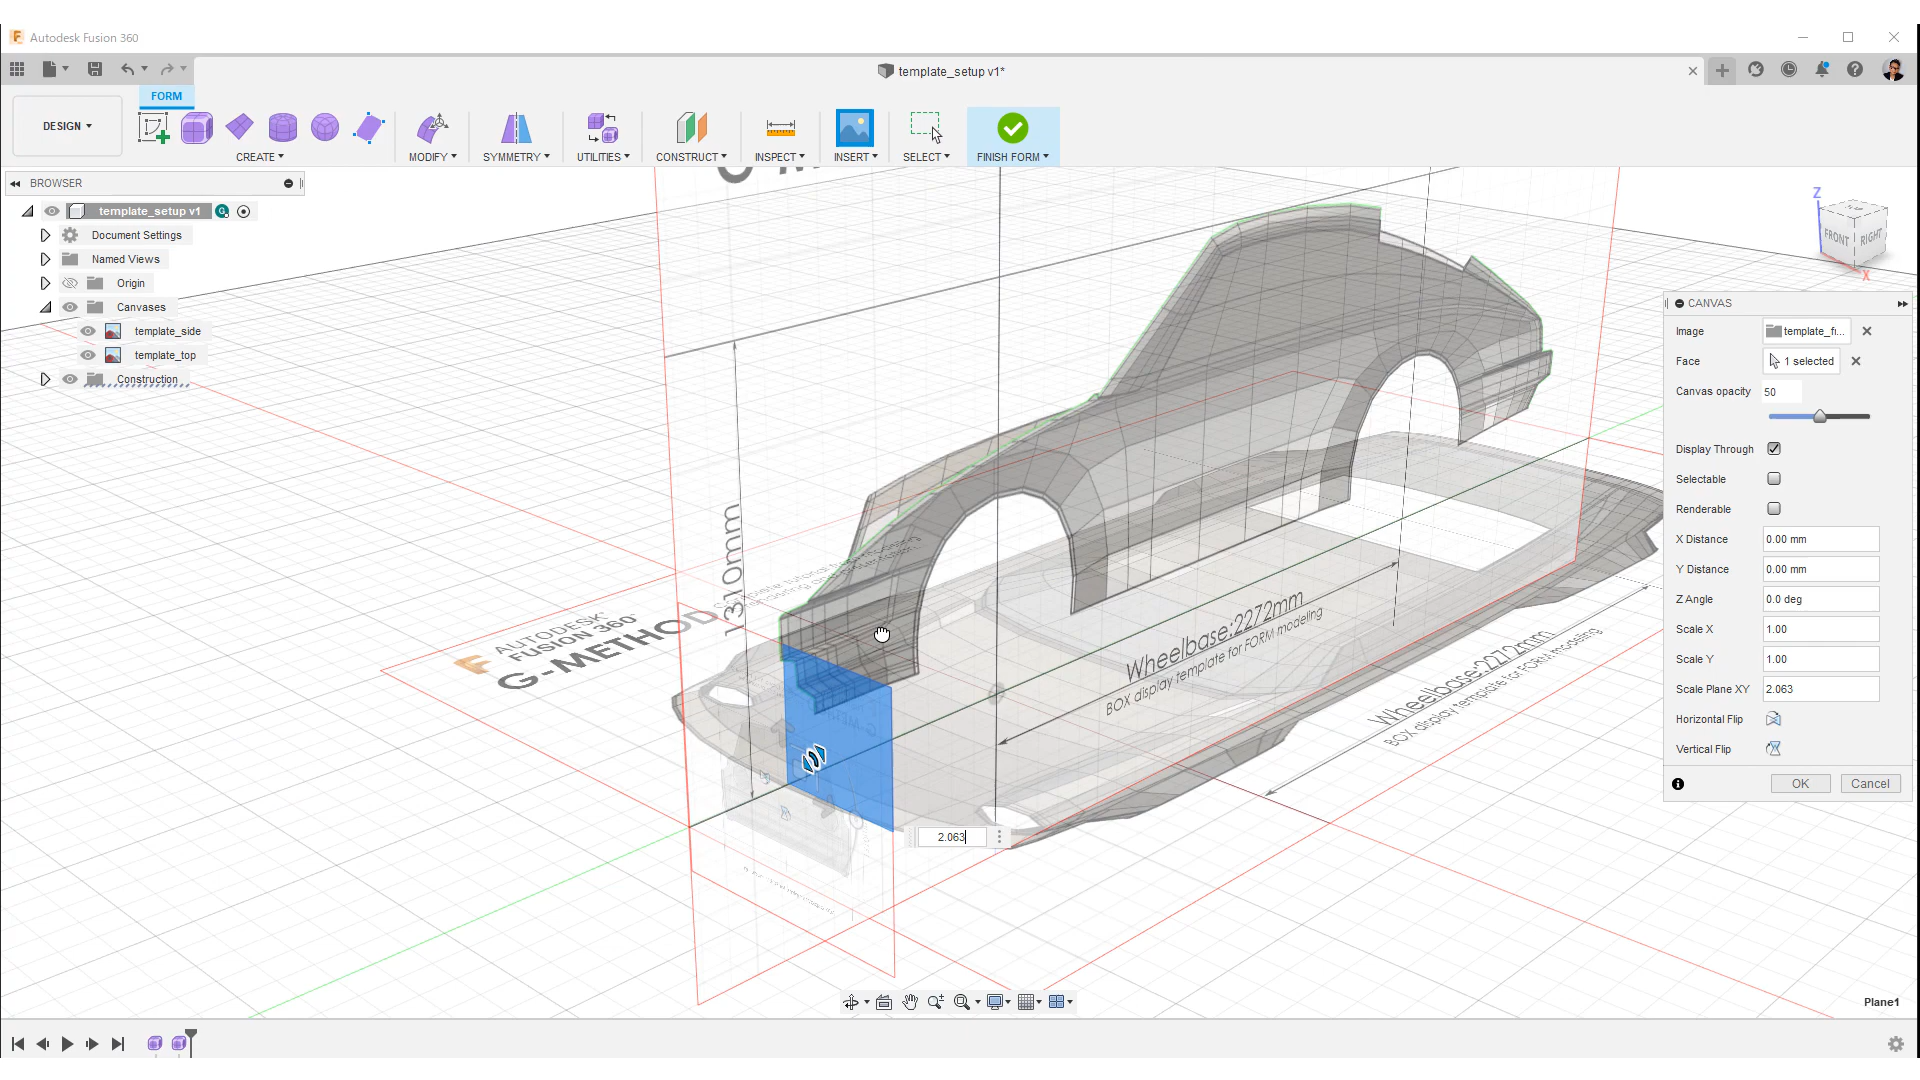 Autodesk Fusion 360
template_setup v1*
FORM
DESIGN
CREATE
MODIFY
SYMMETRY
UTILITIES
CONSTRUCT
INSPECT
INSERT
SELECT
FINISH FORM
BROWSER
template_setup v1
Document Settings
Named Views
Origin
Canvases
template_side
template_top
Construction
Z
FRONT
RIGHT
X
CANVAS
Image
template_fr...
Face
1 selected
Canvas opacity
50
Display Through
Selectable
Renderable
X Distance
0.00 mm
Y Distance
0.00 mm
Z Angle
0.0 deg
Scale X
1.00
Scale Y
1.00
Scale Plane XY
2.063
Horizontal Flip
Vertical Flip
OK
Cancel
1310mm
AUTODESK
FUSION 360
G-METHOD
Wheelbase:2272mm
BOX display template for FORM modeling
Wheelbase:2272mm
BOX display template for FORM modeling
2.063
Plane1